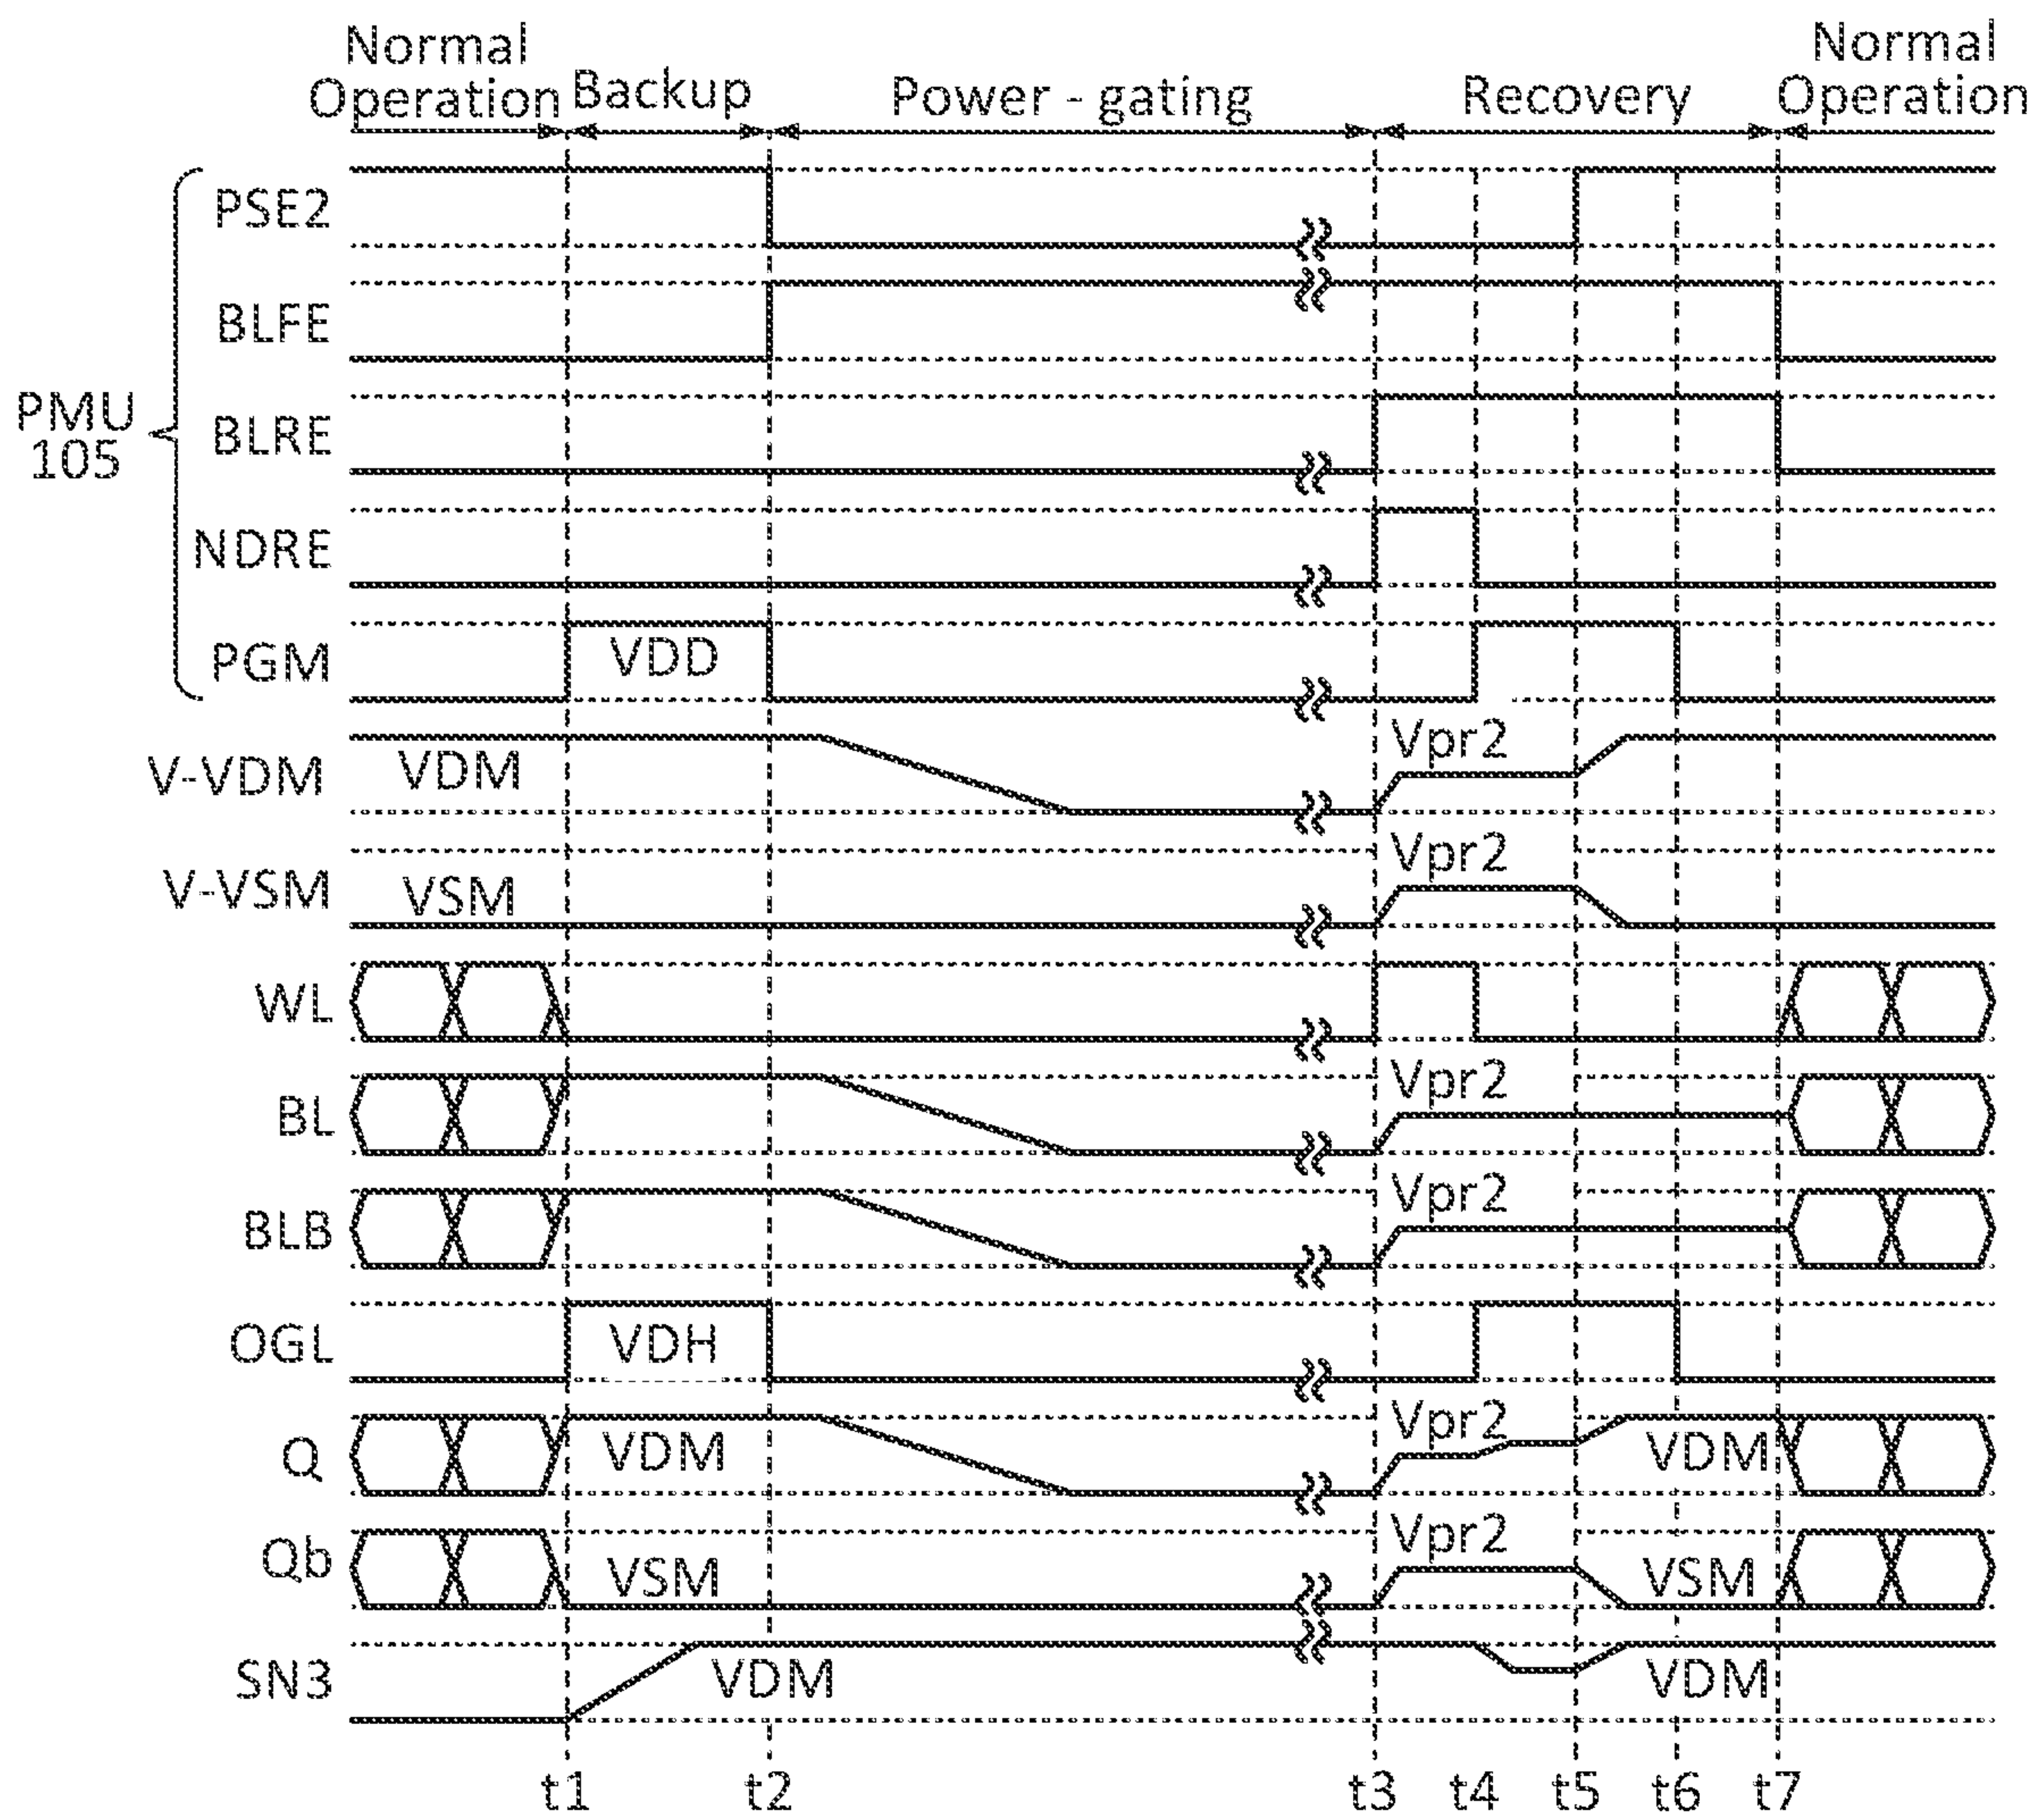 Normal
Operation
Backup
Power - gating
Recovery
Normal
Operation
PMU
105
PSE2
BLFE
BLRE
NDRE
PGM
VDD
V-VDM
VDM
Vpr2
V-VSM
VSM
Vpr2
WL
BL
Vpr2
BLB
Vpr2
OGL
VDH
Q
VDM
Vpr2
VDM
Qb
VSM
Vpr2
VSM
SN3
VDM
VDM
t1 t2 t3 t4 t5 t6 t7